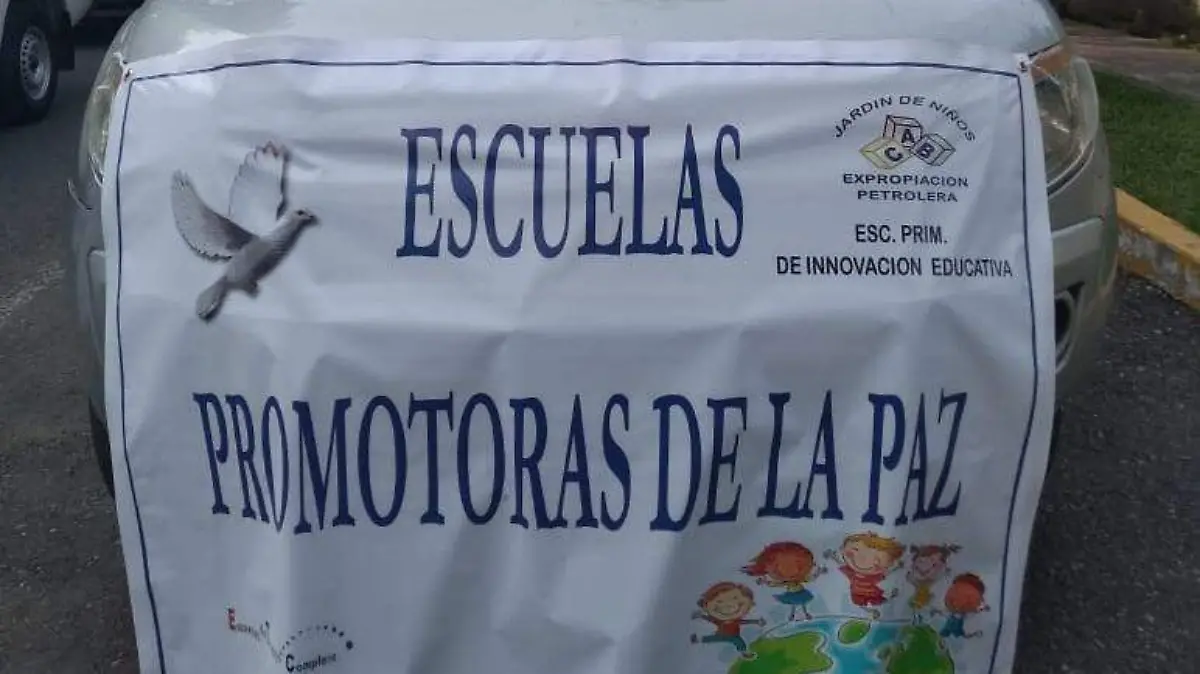 ESCUELAS
JARDIN DE NIÑOS
C A B
EXPROPIACION
PETROLERA
ESC. PRIM.
DE INNOVACION EDUCATIVA
PROMOTORAS DE LA PAZ